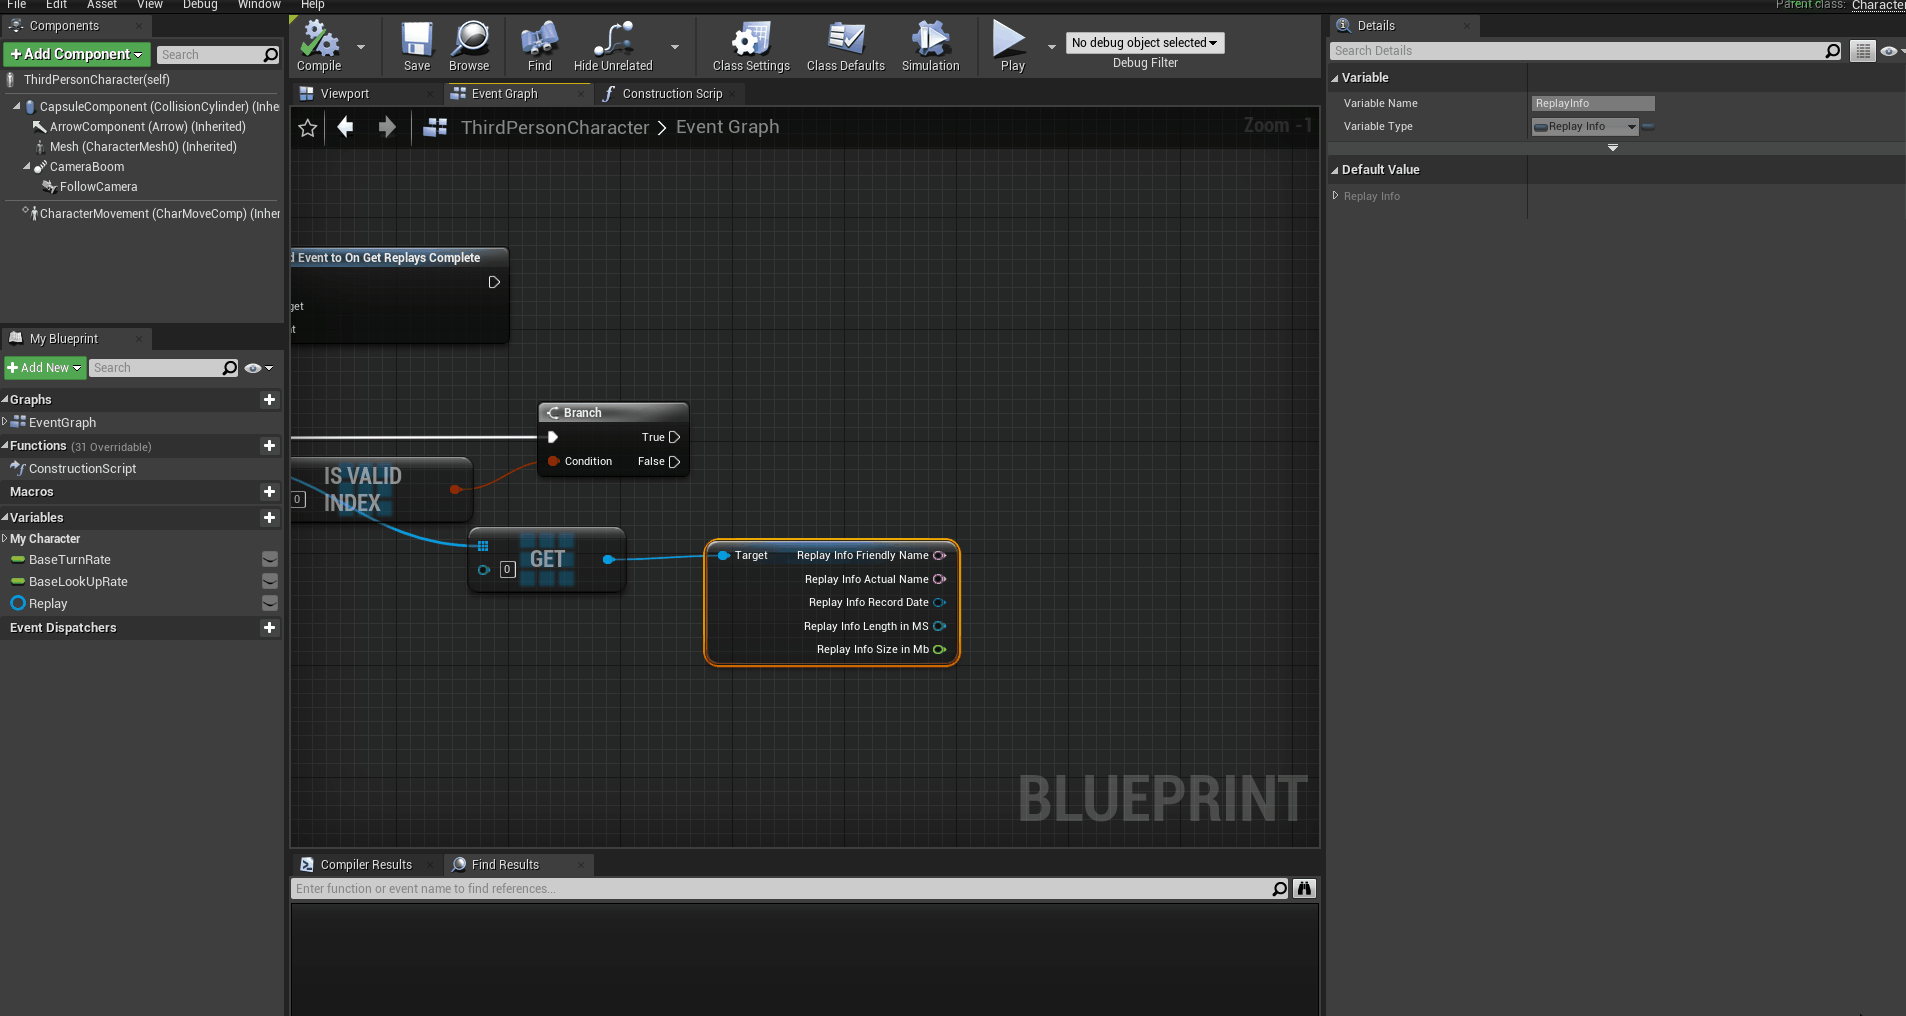 File Edit Asset View Debug Window Help
Parent class: Character
Components
Add Component
Search
ThirdPersonCharacter(self)
CapsuleComponent (CollisionCylinder) (Inhe
ArrowComponent (Arrow) (Inherited)
Mesh (CharacterMesh0) (Inherited)
CameraBoom
FollowCamera
CharacterMovement (CharMoveComp) (Inher
My Blueprint
Add New
Search
Graphs
EventGraph
Functions (31 Overridable)
ConstructionScript
Macros
Variables
My Character
BaseTurnRate
BaseLookUpRate
Replay
Event Dispatchers
Compile
Save
Browse
Find
Hide Unrelated
Class Settings
Class Defaults
Simulation
Play
No debug object selected
Debug Filter
Viewport
Event Graph
Construction Scrip
ThirdPersonCharacter > Event Graph
Zoom -1
d Event to On Get Replays Complete
get
nt
Branch
True
Condition
False
IS VALID
INDEX
0
GET
0
Target
Replay Info Friendly Name
Replay Info Actual Name
Replay Info Record Date
Replay Info Length in MS
Replay Info Size in Mb
BLUEPRINT
Compiler Results
Find Results
Enter function or event name to find references...
Details
Search Details
Variable
Variable Name
ReplayInfo
Variable Type
Replay Info
Default Value
Replay Info